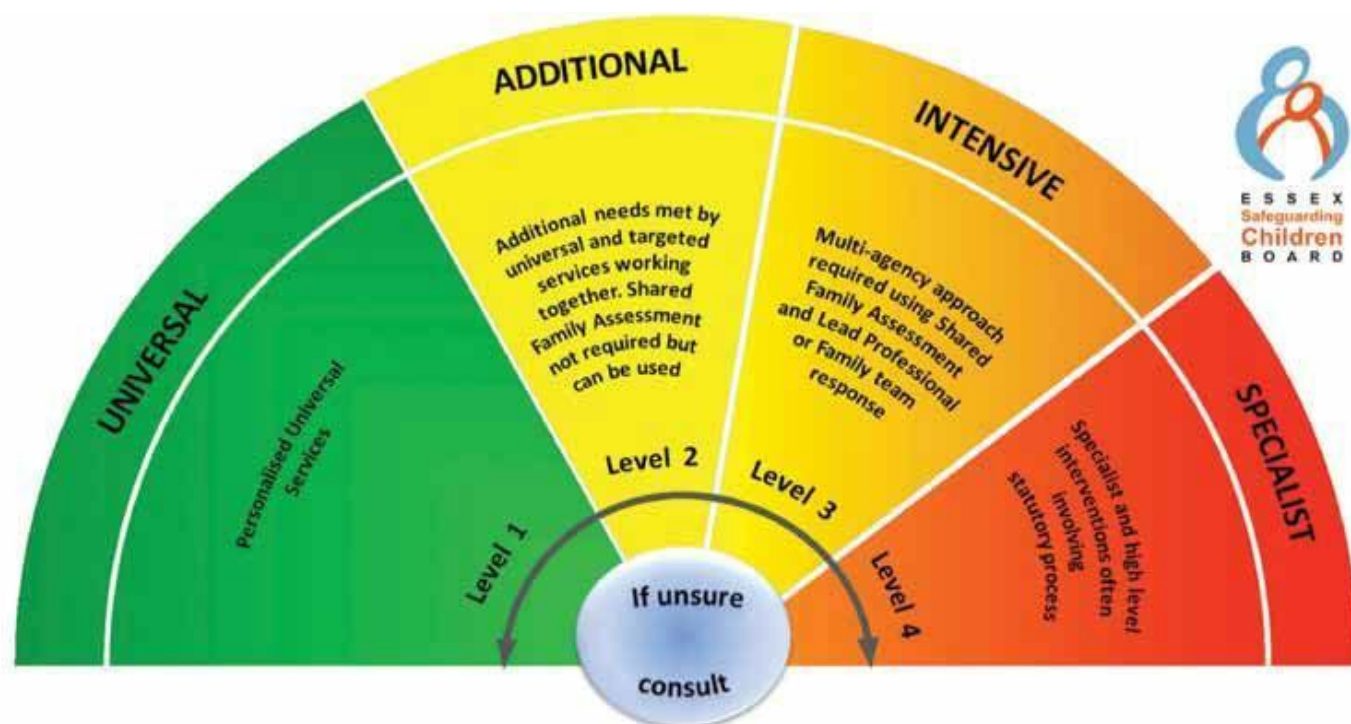 UNIVERSAL
Personalised Universal
Services
Level 1
ADDITIONAL
Additional needs met by
universal and targeted
services working
together. Shared
Family Assessment
not required but
can be used
Level 2
INTENSIVE
Multi-agency approach
required using Shared
Family Assessment
and Lead Professional
or Family team
response
Level 3
SPECIALIST
Specialist and high level
interventions often
involving
statutory process
Level 4
If unsure
consult
ESSEX
Safeguarding
Children
BOARD